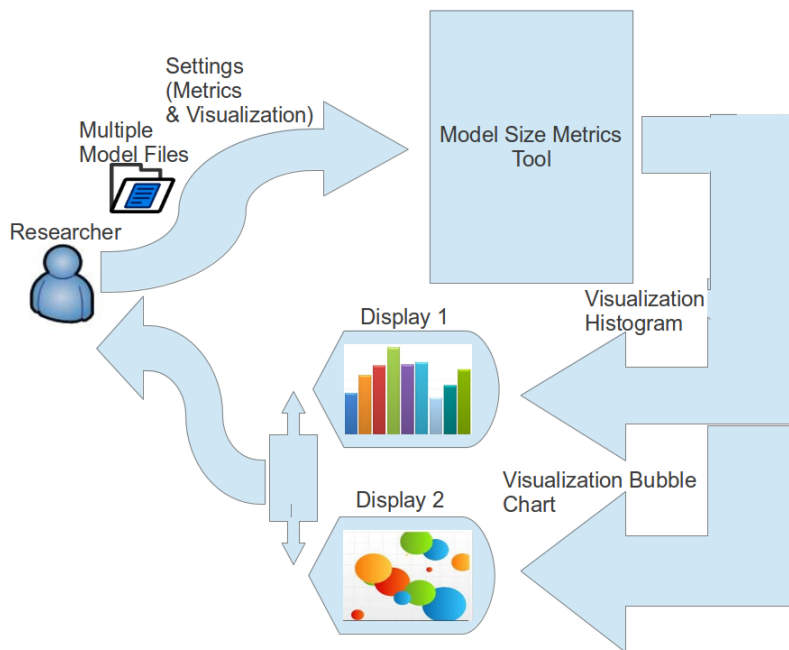 Settings
(Metrics
& Visualization)
Multiple
Model Files
Researcher
Model Size Metrics
Tool
Visualization
Histogram
Display 1
Visualization Bubble
Chart
Display 2